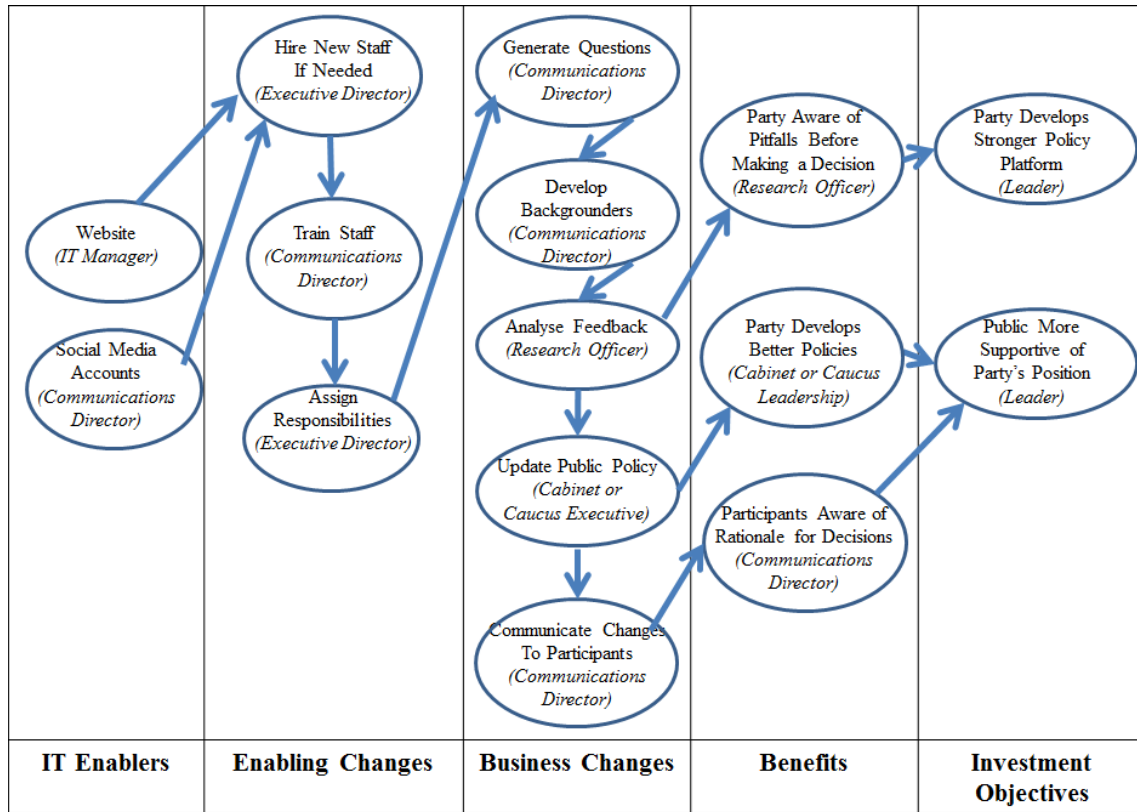 Website
(IT Manager)
Social Media
Accounts
(Communications
Director)
IT Enablers
Hire New Staff
If Needed
(Executive Director)
Train Staff
(Communications
Director)
Assign
Responsibilities
(Executive Director)
Enabling Changes
Generate Questions
(Communications
Director)
Develop
Backgrounders
(Communications
Director)
Analyse Feedback
(Research Officer)
Update Public Policy
(Cabinet or
Caucus Executive)
Communicate Changes
To Participants
(Communications
Director)
Business Changes
Party Aware of
Pitfalls Before
Making a Decision
(Research Officer)
Party Develops
Better Policies
(Cabinet or Caucus
Leadership)
Participants Aware of
Rationale for Decisions
(Communications
Director)
Benefits
Party Develops
Stronger Policy
Platform
(Leader)
Public More
Supportive of
Party's Position
(Leader)
Investment
Objectives